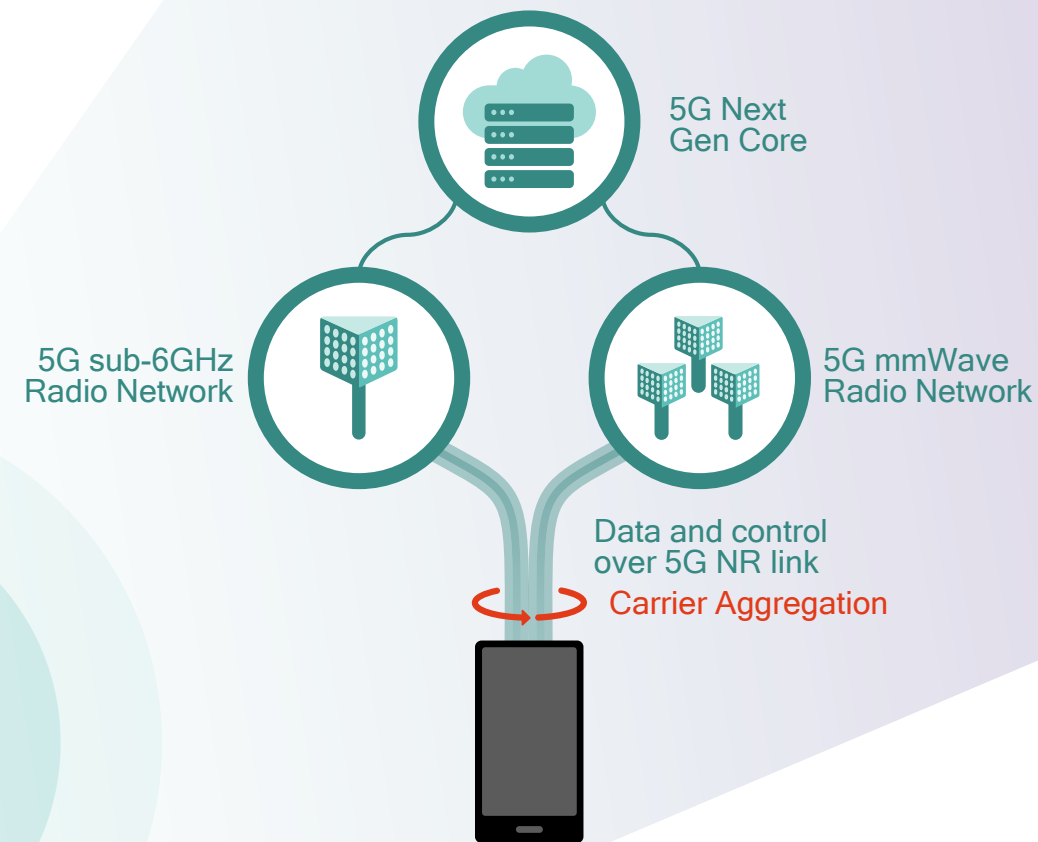 5G Next
Gen Core
5G sub-6GHz
Radio Network
5G mmWave
Radio Network
Data and control
over 5G NR link
Carrier Aggregation